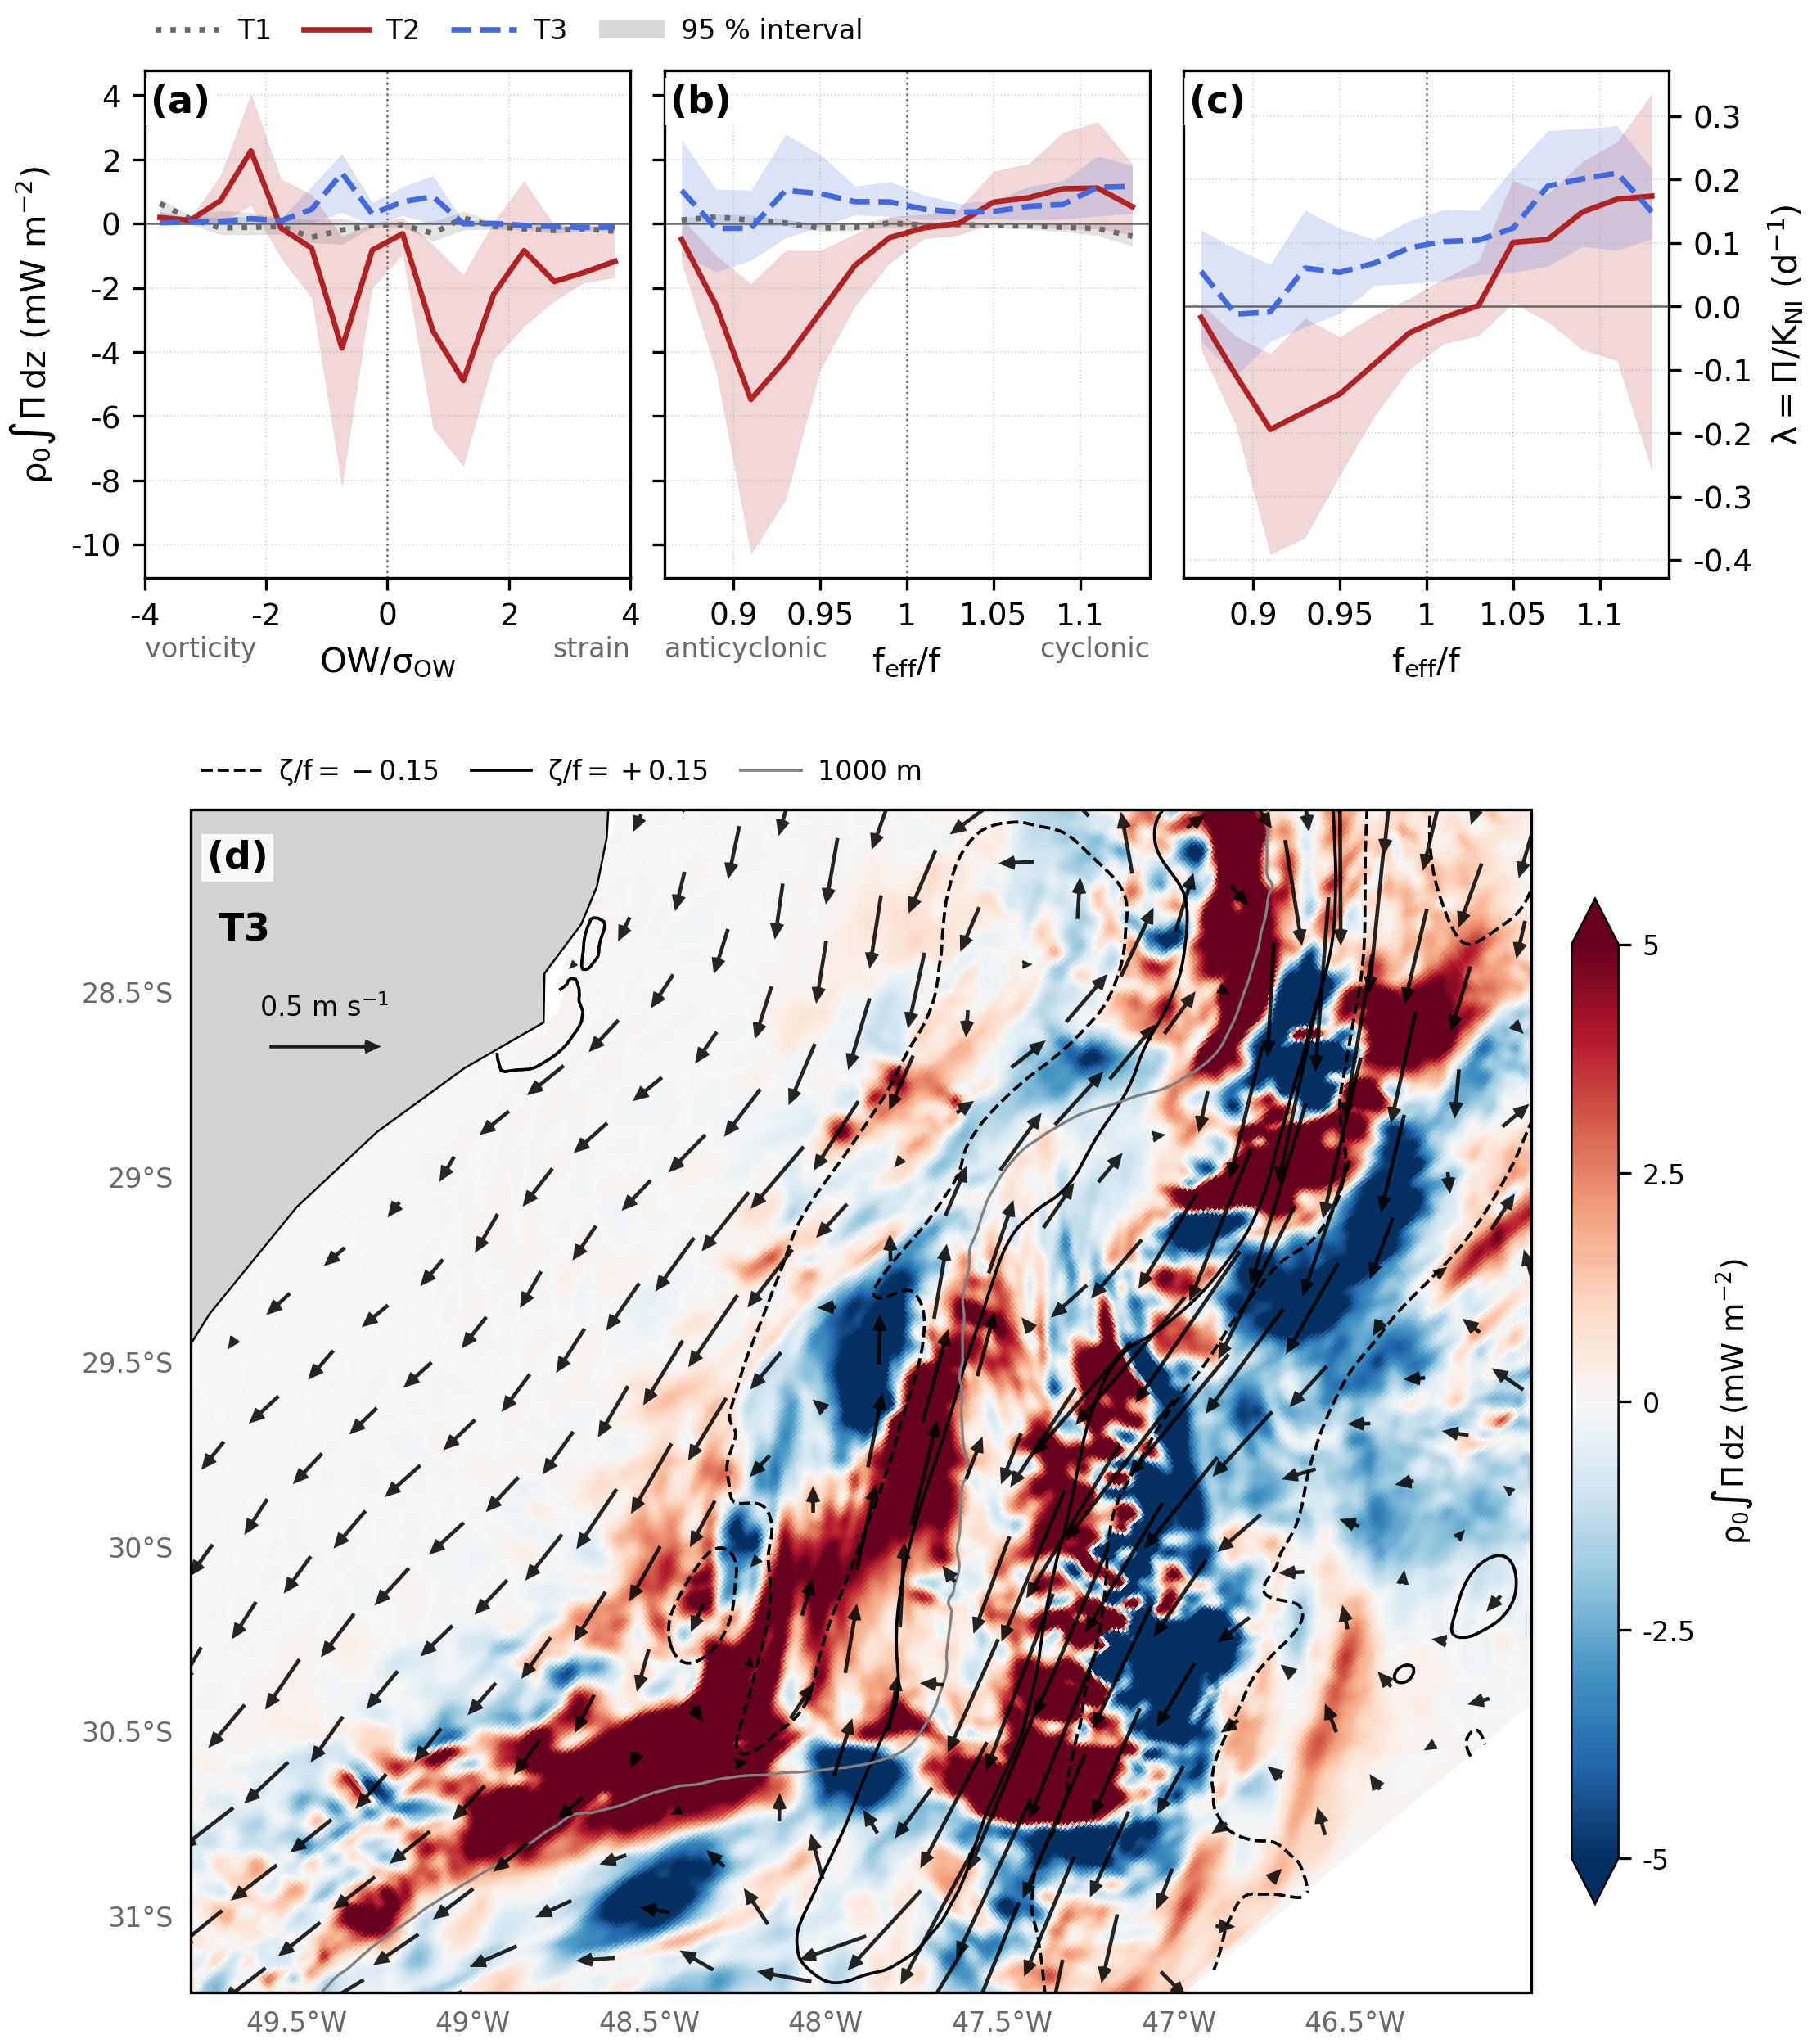 T1 T2 T3 95 % interval
(a) (b) (c)
ρ₀∫Π dz (mW m⁻²)
4
2
0
-2
-4
-6
-8
-10
0.3
0.2
0.1
0.0
-0.1
-0.2
-0.3
-0.4
λ = Π/K_NI (d⁻¹)
-4 -2 0 2 4
0.9 0.95 1 1.05 1.1
0.9 0.95 1 1.05 1.1
vorticity strain
OW/σ_OW
anticyclonic cyclonic
f_eff/f
f_eff/f
ζ/f = −0.15 ζ/f = +0.15 1000 m
(d)
T3
0.5 m s⁻¹
28.5°S
29°S
29.5°S
30°S
30.5°S
31°S
49.5°W 49°W 48.5°W 48°W 47.5°W 47°W 46.5°W
5
2.5
0
-2.5
-5
ρ₀∫Π dz (mW m⁻²)